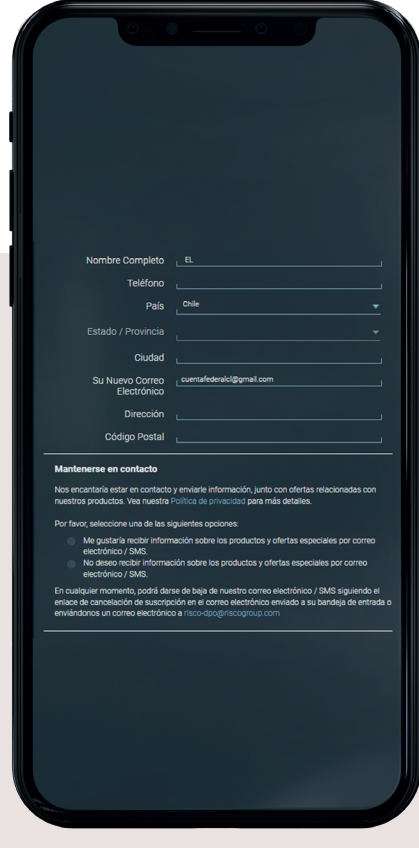 Nombre Completo EL
Teléfono
País Chile
Estado / Provincia
Ciudad
Su Nuevo Correo cuentafederalcl@gmail.com
Electrónico
Dirección
Código Postal
Mantenerse en contacto
Nos encantaría estar en contacto y enviarle información, junto con ofertas relacionadas con
nuestros productos. Vea nuestra Política de privacidad para más detalles.
Por favor, seleccione una de las siguientes opciones:
Me gustaría recibir información sobre los productos y ofertas especiales por correo
electrónico / SMS.
No deseo recibir información sobre los productos y ofertas especiales por correo
electrónico / SMS.
En cualquier momento, podrá darse de baja de nuestro correo electrónico / SMS siguiendo el
enlace de cancelación de suscripción en el correo electrónico enviado a su bandeja de entrada o
enviándonos un correo electrónico a risco-dpo@riscogroup.com